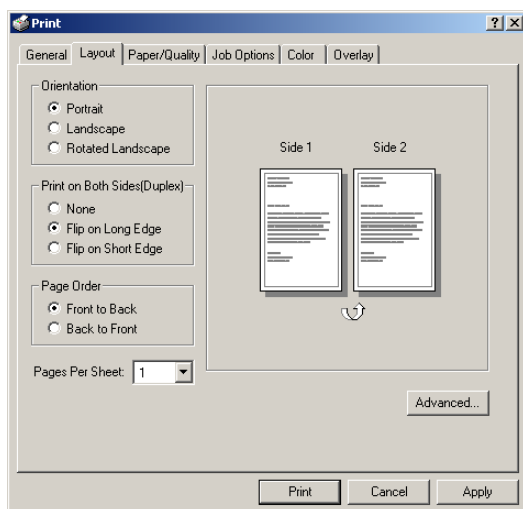 Print
General Layout Paper/Quality Job Options Color Overlay
Orientation
Portrait
Landscape
Rotated Landscape
Print on Both Sides(Duplex)
None
Flip on Long Edge
Flip on Short Edge
Page Order
Front to Back
Back to Front
Pages Per Sheet: 1
Side 1 Side 2
Advanced...
Print Cancel Apply